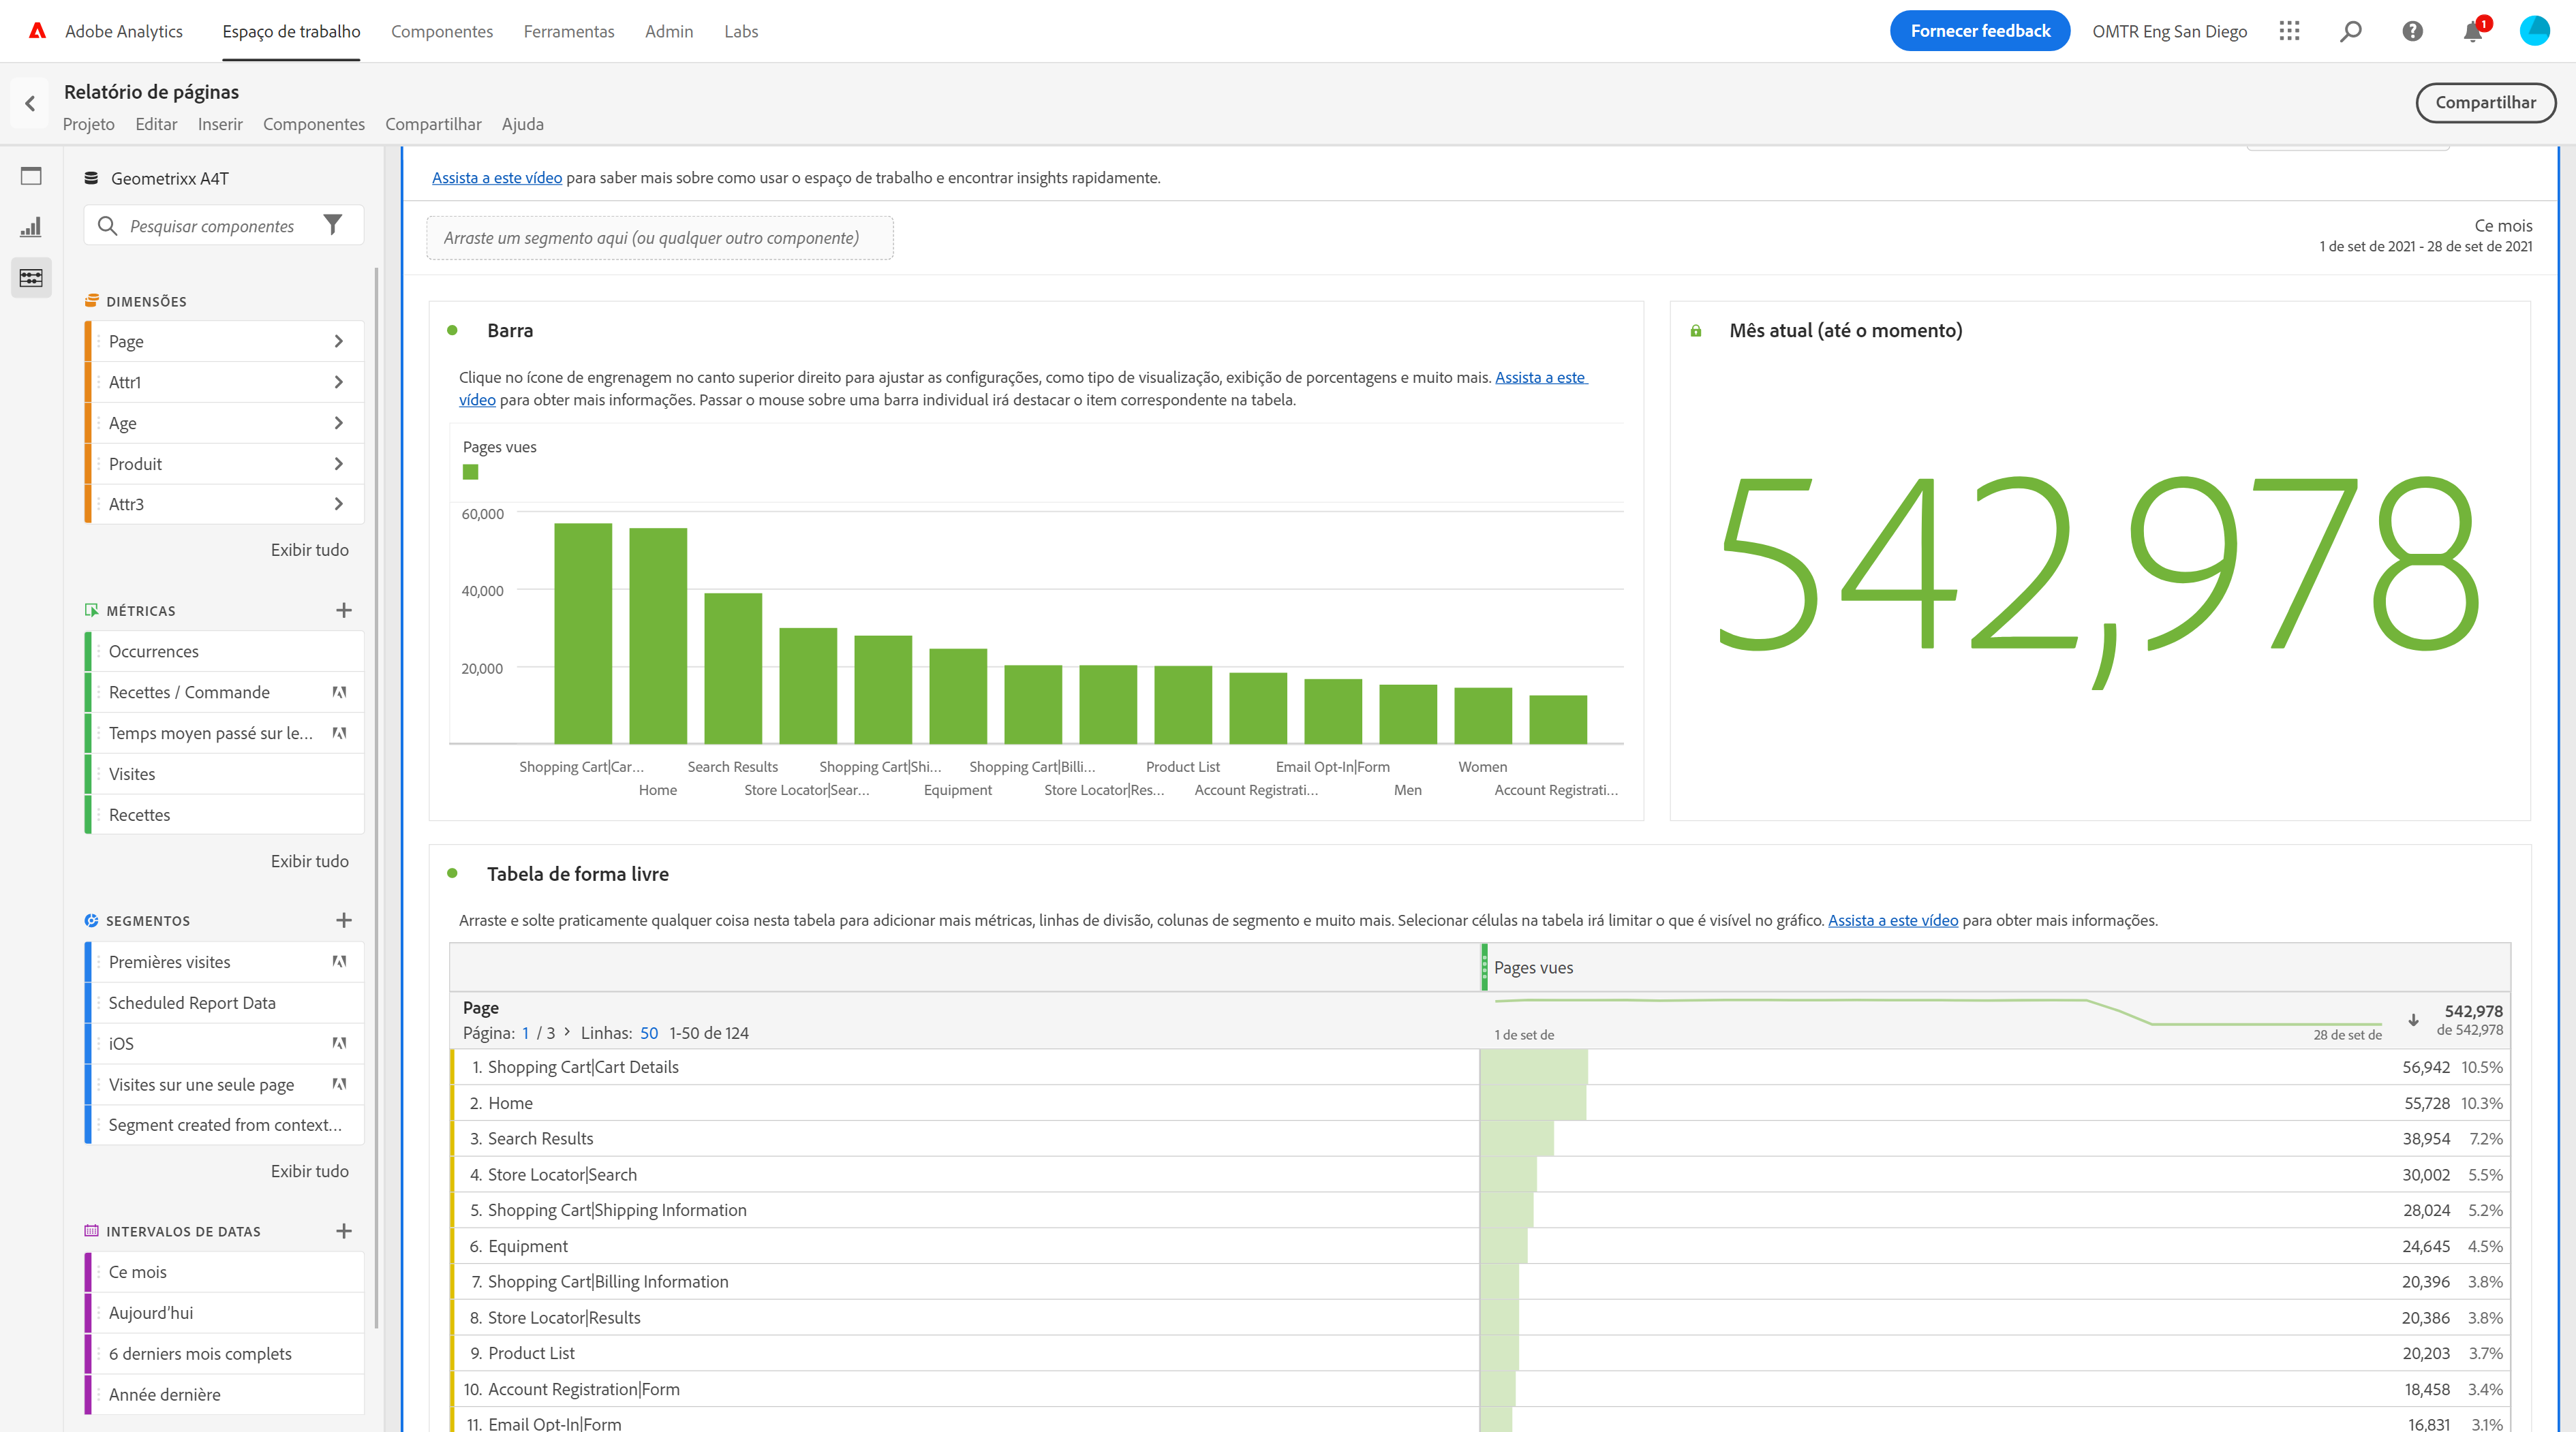 Adobe Analytics
Espaço de trabalho
Componentes
Ferramentas
Admin
Labs
Fornecer feedback
OMTR Eng San Diego
1
Relatório de páginas
Projeto
Editar
Inserir
Componentes
Compartilhar
Ajuda
Compartilhar
Geometrixx A4T
Pesquisar componentes
DIMENSÕES
Page
Attr1
Age
Produit
Attr3
Exibir tudo
MÉTRICAS
Occurrences
Recettes / Commande
Temps moyen passé sur le...
Visites
Recettes
Exibir tudo
SEGMENTOS
Premières visites
Scheduled Report Data
iOS
Visites sur une seule page
Segment created from context...
Exibir tudo
INTERVALOS DE DATAS
Ce mois
Aujourd'hui
6 derniers mois complets
Année dernière
Assista a este vídeo para saber mais sobre como usar o espaço de trabalho e encontrar insights rapidamente.
Arraste um segmento aqui (ou qualquer outro componente)
Ce mois
1 de set de 2021 - 28 de set de 2021
Barra
Clique no ícone de engrenagem no canto superior direito para ajustar as configurações, como tipo de visualização, exibição de porcentagens e muito mais. Assista a este
vídeo para obter mais informações. Passar o mouse sobre uma barra individual irá destacar o item correspondente na tabela.
Pages vues
60,000
40,000
20,000
Shopping Cart|Car...
Home
Search Results
Store Locator|Sear...
Shopping Cart|Shi...
Equipment
Shopping Cart|Billi...
Store Locator|Res...
Product List
Account Registrati...
Email Opt-In|Form
Men
Women
Account Registrati...
Mês atual (até o momento)
542,978
Tabela de forma livre
Arraste e solte praticamente qualquer coisa nesta tabela para adicionar mais métricas, linhas de divisão, colunas de segmento e muito mais. Selecionar células na tabela irá limitar o que é visível no gráfico. Assista a este vídeo para obter mais informações.
Pages vues
Page
Página: 1 / 3 > Linhas: 50 1-50 de 124
1 de set de
28 de set de
542,978
de 542,978
1. Shopping Cart|Cart Details 56,942 10.5%
2. Home 55,728 10.3%
3. Search Results 38,954 7.2%
4. Store Locator|Search 30,002 5.5%
5. Shopping Cart|Shipping Information 28,024 5.2%
6. Equipment 24,645 4.5%
7. Shopping Cart|Billing Information 20,396 3.8%
8. Store Locator|Results 20,386 3.8%
9. Product List 20,203 3.7%
10. Account Registration|Form 18,458 3.4%
11. Email Opt-In|Form 16,831 3.1%